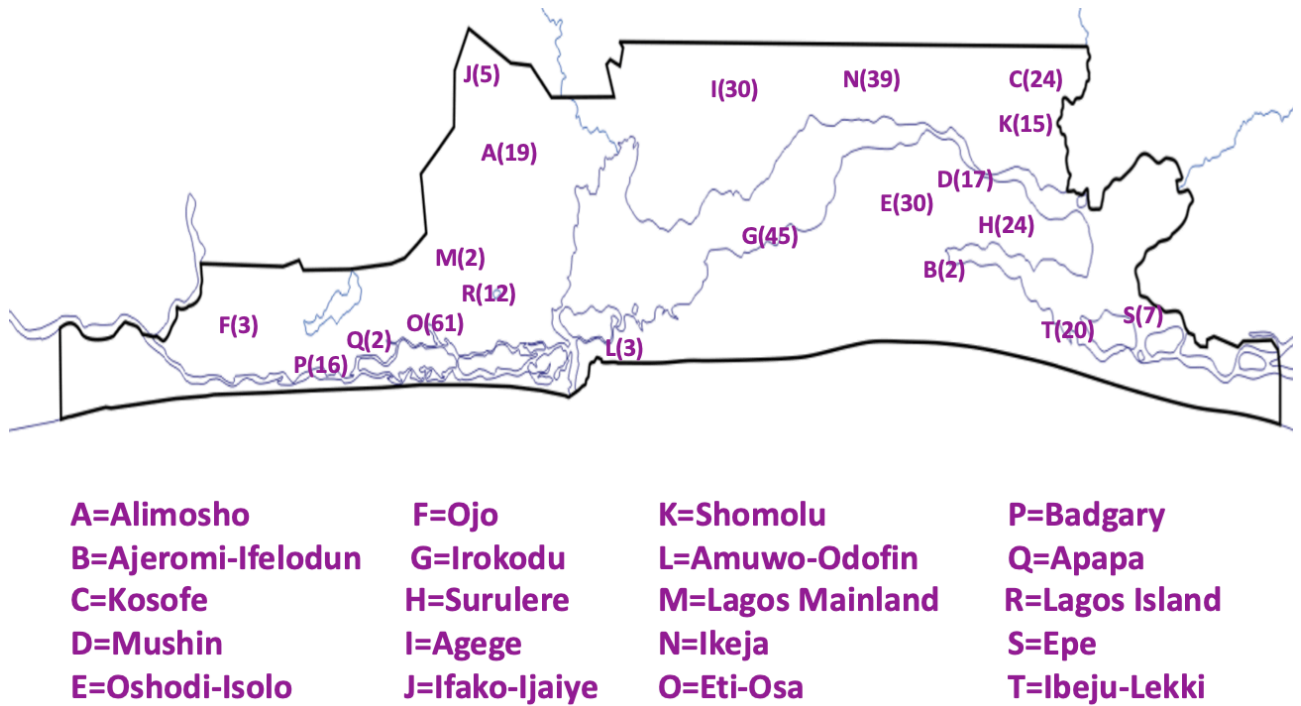 J(5)
I(30)
N(39)
C(24)
K(15)
A(19)
D(17)
E(30)
H(24)
G(45)
M(2)
B(2)
R(12)
F(3)
O(61)
Q(2)
P(16)
L(3)
T(20)
S(7)
A=Alimosho F=Ojo K=Shomolu P=Badgary
B=Ajeromi-Ifelodun G=Irokodu L=Amuwo-Odofin Q=Apapa
C=Kosofe H=Surulere M=Lagos Mainland R=Lagos Island
D=Mushin I=Agege N=Ikeja S=Epe
E=Oshodi-Isolo J=Ifako-Ijaiye O=Eti-Osa T=Ibeju-Lekki